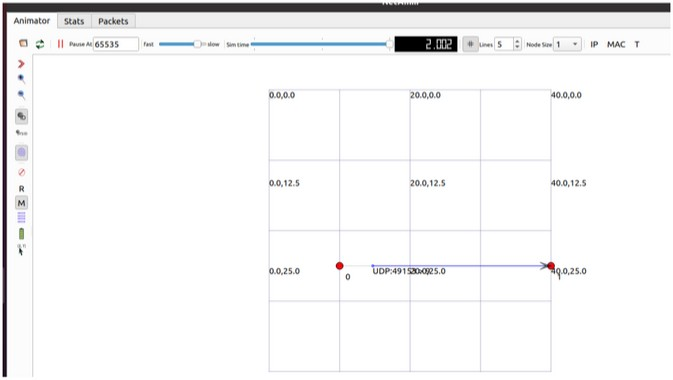 Animator Stats Packets
Pause At 65535 fast slow Sim time 2.002 # Lines 5 Node Size 1 IP MAC T
0.0,0.0 20.0,0.0 40.0,0.0
R
0.0,12.5 20.0,12.5 40.0,12.5
M
0.0,25.0 20.0,25.0 40.0,25.0
0 1